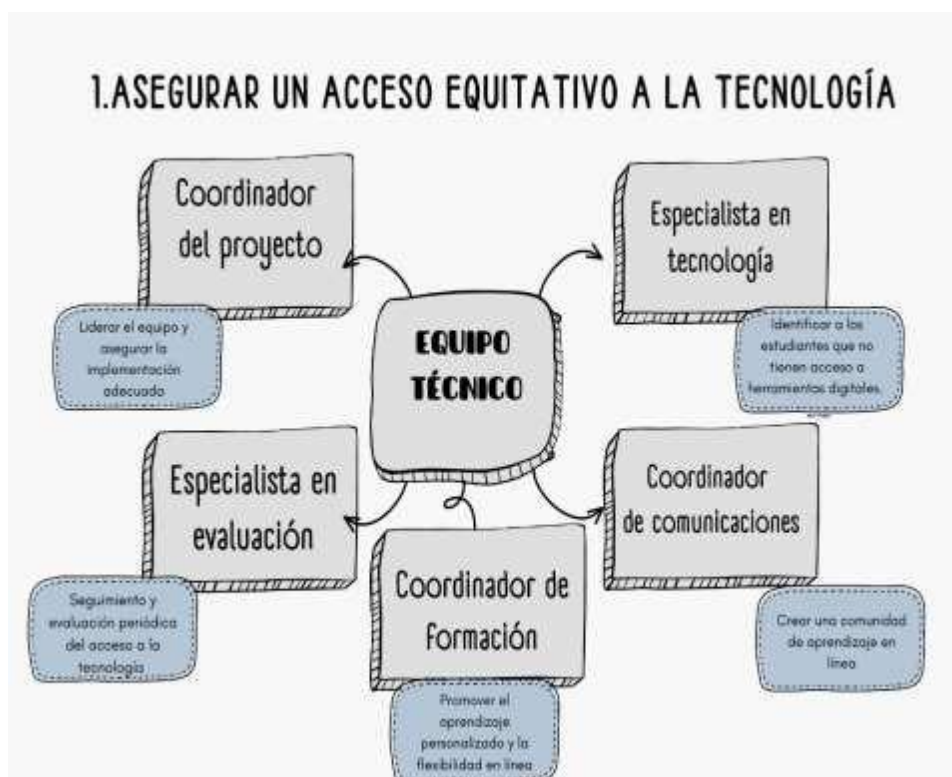 1.ASEGURAR UN ACCESO EQUITATIVO A LA TECNOLOGÍA
Coordinador
del proyecto
Liderar el equipo y
asegurar la
implementación
adecuada
Especialista en
tecnología
Identificar a los
estudiantes que no
tienen acceso a
herramientas digitales.
EQUIPO
TÉCNICO
Especialista en
evaluación
Seguimiento y
evaluación periódica
del acceso a la
tecnología
Coordinador de
formación
Promover el
aprendizaje
personalizado y la
flexibilidad en línea
Coordinador
de comunicaciones
Crear una comunidad
de aprendizaje en
línea